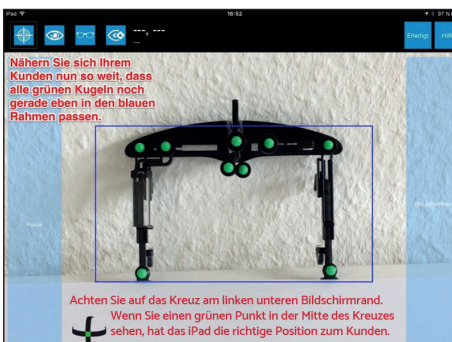 iPad
16:52
97 %
---, ---
---
Erledigt
Hilfe
Nähern Sie sich Ihrem
Kunden nun so weit, dass
alle grünen Kugeln noch
gerade eben in den blauen
Rahmen passen.
Fokus
Achten Sie auf das Kreuz am linken unteren Bildschirmrand.
Wenn Sie einen grünen Punkt in der Mitte des Kreuzes
sehen, hat das iPad die richtige Position zum Kunden.